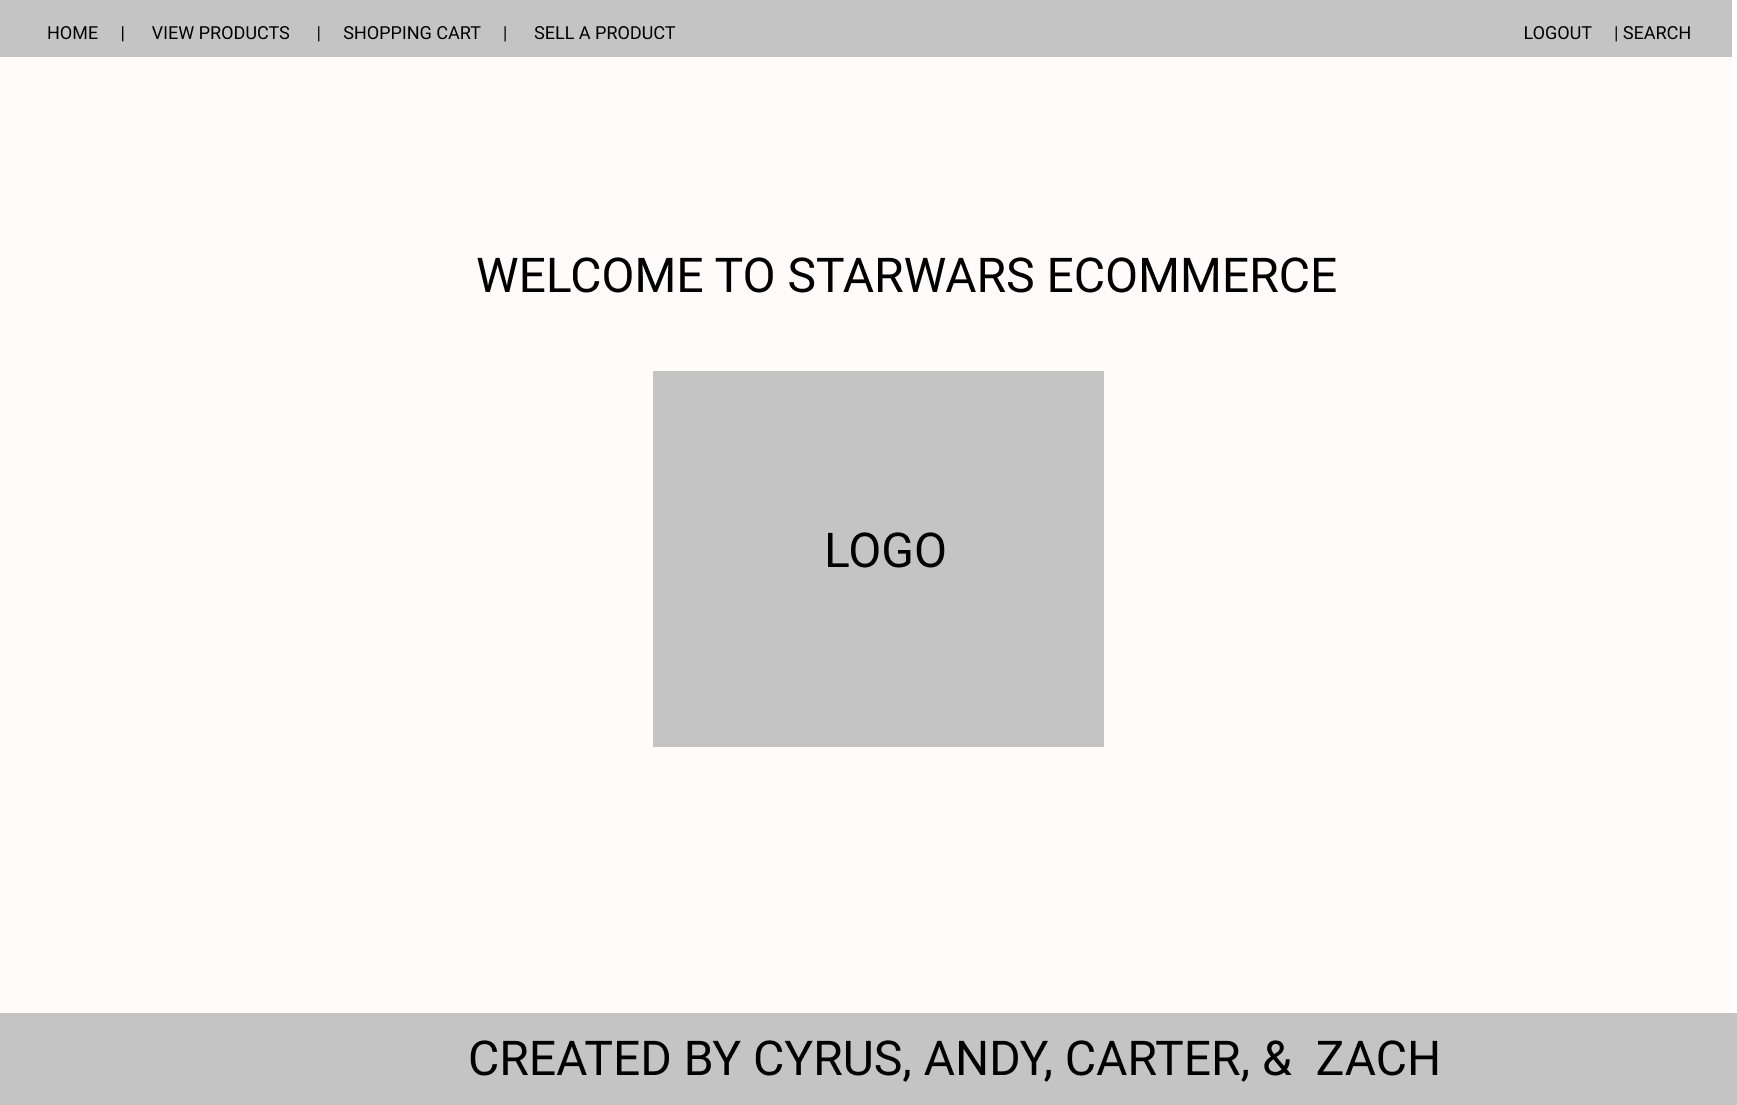 HOME | VIEW PRODUCTS | SHOPPING CART | SELL A PRODUCT LOGOUT | SEARCH
WELCOME TO STARWARS ECOMMERCE
LOGO
CREATED BY CYRUS, ANDY, CARTER, & ZACH